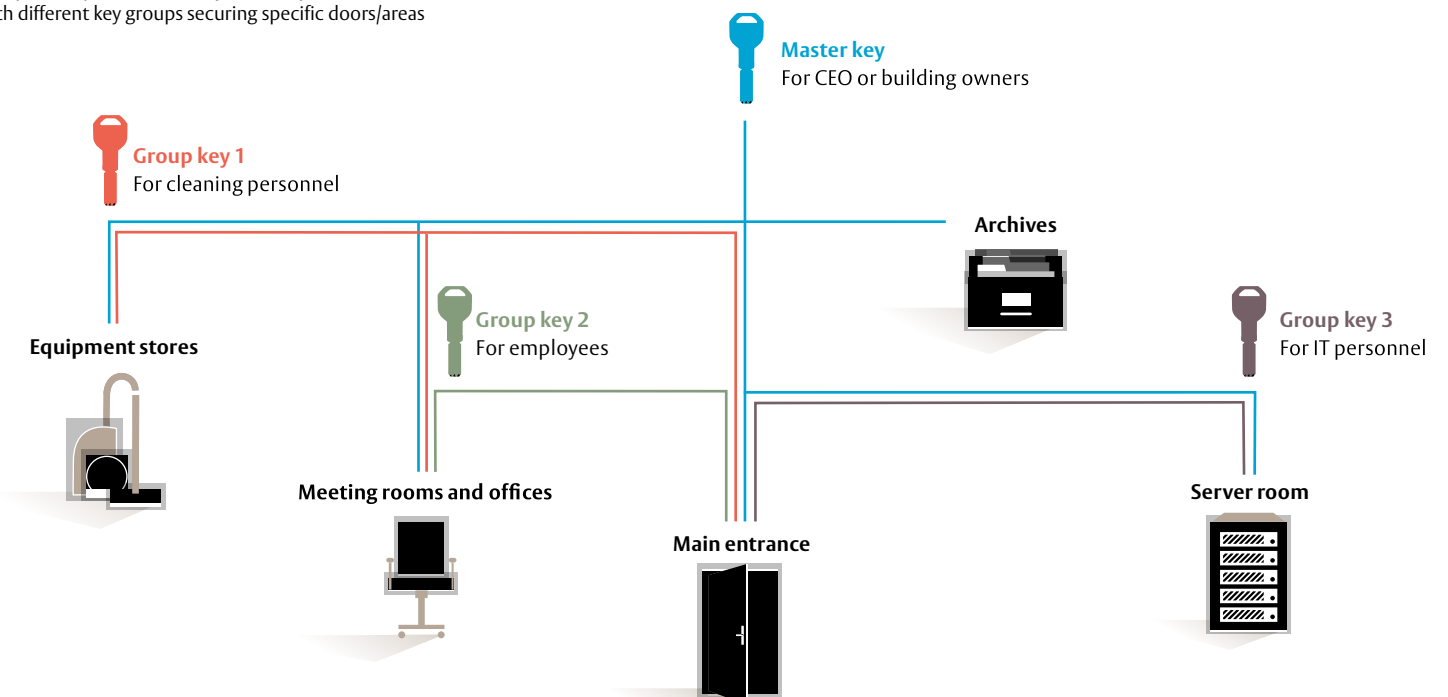 different key groups securing specific doors/areas
Master key
For CEO or building owners
Group key 1
For cleaning personnel
Archives
Group key 2
For employees
Group key 3
For IT personnel
Equipment stores
Meeting rooms and offices
Server room
Main entrance